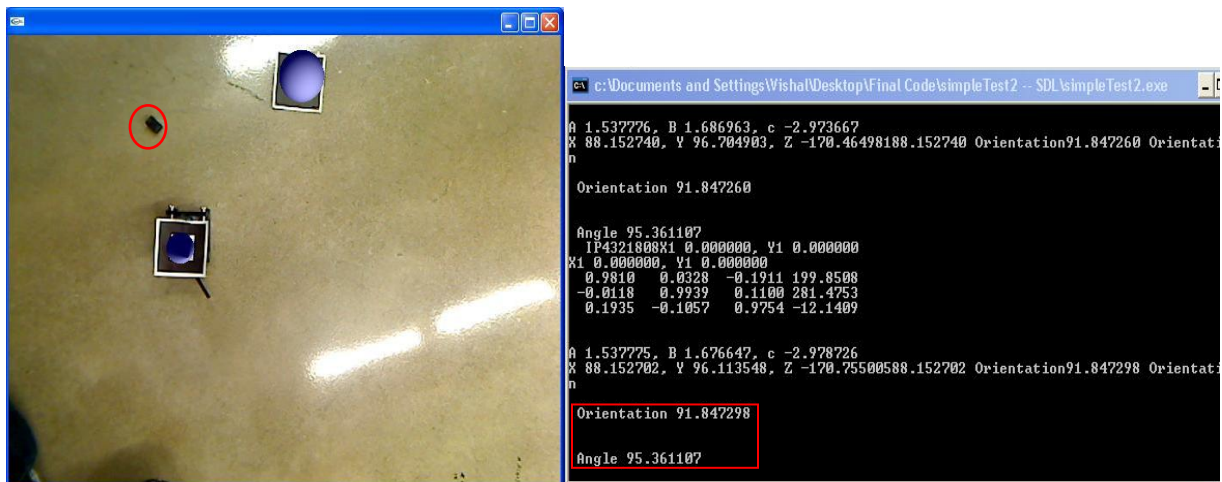 c:\Documents and Settings\Vishal\Desktop\Final Code\simpleTest2 -- SDL\simpleTest2.exe
A 1.537776, B 1.686963, c -2.973667
X 88.152740, Y 96.704903, Z -170.46498188.152740 Orientation91.847260 Orientati
n
Orientation 91.847260
Angle 95.361107
IP4321808X1 0.000000, Y1 0.000000
X1 0.000000, Y1 0.000000
0.9810 0.0328 -0.1911 199.8508
-0.0118 0.9939 0.1100 281.4753
0.1935 -0.1057 0.9754 -12.1409
A 1.537775, B 1.676647, c -2.978726
X 88.152702, Y 96.113548, Z -170.75500588.152702 Orientation91.847298 Orientati
n
Orientation 91.847298
Angle 95.361107